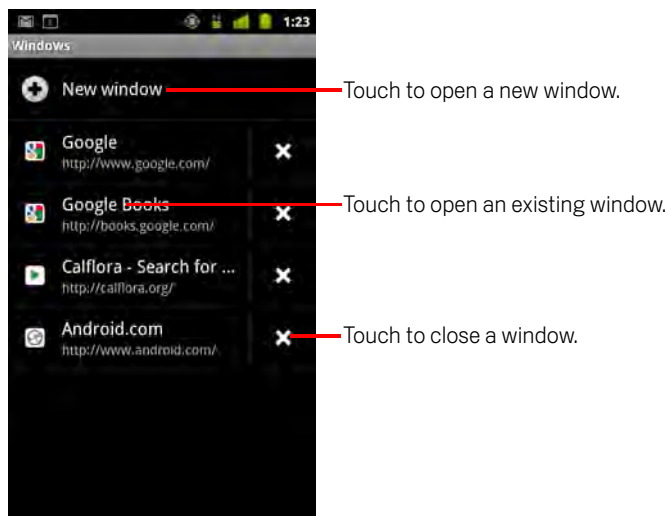 1:23
Windows
New window
Touch to open a new window.
Google
http://www.google.com/
Google Books
http://books.google.com/
Touch to open an existing window.
Calflora - Search for ...
http://calflora.org/
Android.com
http://www.android.com/
Touch to close a window.